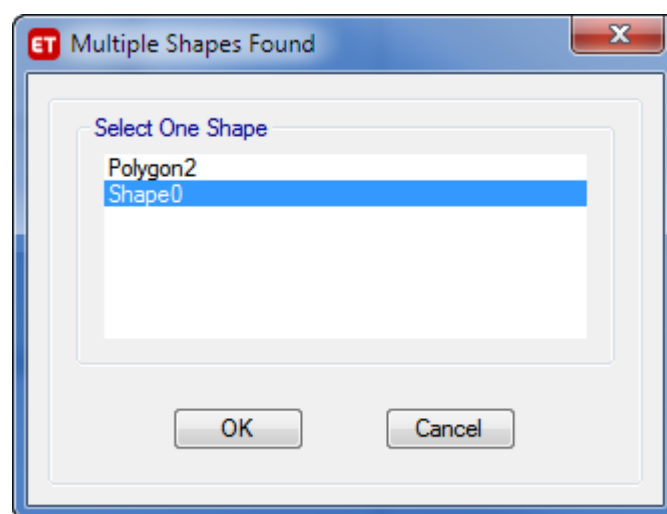 ET Multiple Shapes Found
Select One Shape
Polygon2
Shape0
OK Cancel